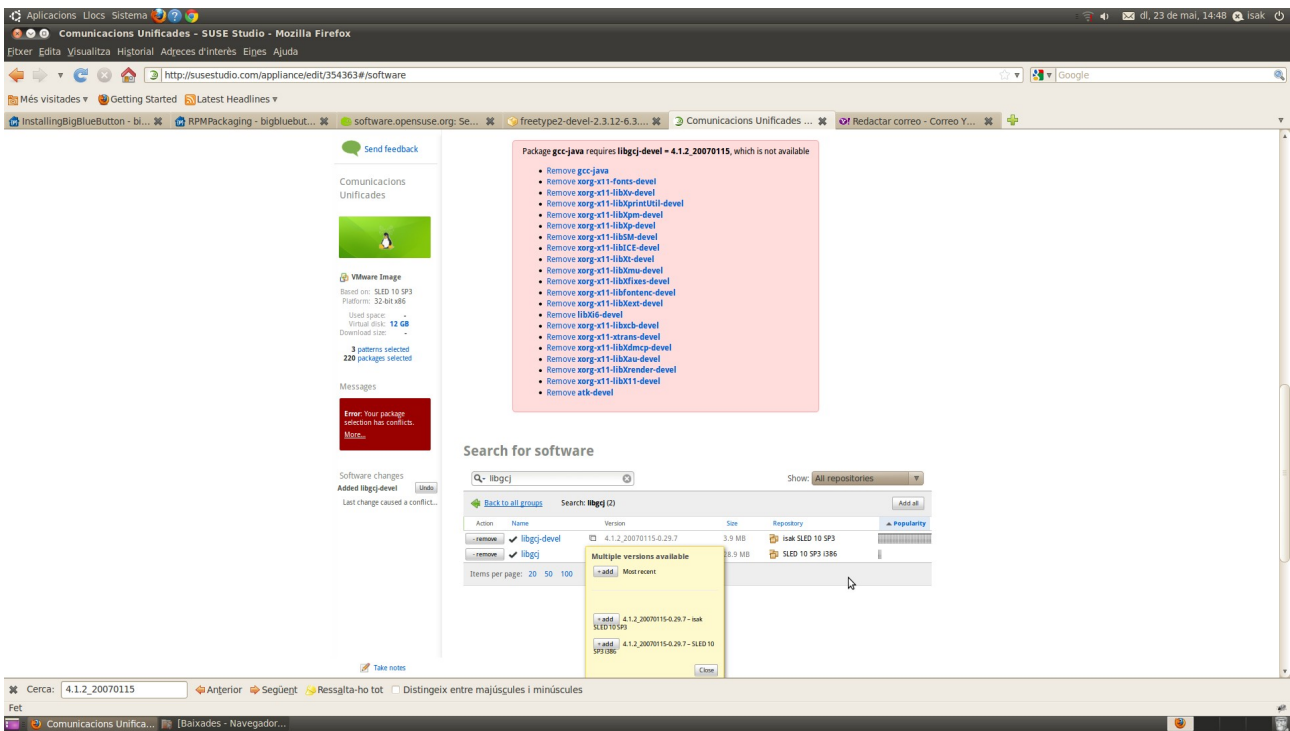 Aplicacions Llocs Sistema
dl, 23 de mai, 14:48 isak
Comunicacions Unificades - SUSE Studio - Mozilla Firefox
Fitxer Edita Visualitza Historial Adreces d'interès Eines Ajuda
http://susestudio.com/appliance/edit/354363#/software
Google
Més visitades Getting Started Latest Headlines
InstallingBigBlueButton - bi... RPMPackaging - bigbluebut... software.opensuse.org: Se... freetype2-devel-2.3.12-6.3.... Comunicacions Unificades ... Redactar correo - Correo Y...
Send feedback
Comunicacions
Unificades
VMware Image
Based on: SLED 10 SP3
Platform: 32-bit x86
Used space: -
Virtual disk: 12 GB
Download size: -
3 patterns selected
220 packages selected
Messages
Error: Your package
selection has conflicts.
More...
Software changes
Added libgcj-devel Undo
Last change caused a conflict...
Take notes
Package gcc-java requires libgcj-devel = 4.1.2_20070115, which is not available
Remove gcc-java
Remove xorg-x11-fonts-devel
Remove xorg-x11-libXv-devel
Remove xorg-x11-libXprintUtil-devel
Remove xorg-x11-libXpm-devel
Remove xorg-x11-libXp-devel
Remove xorg-x11-libSM-devel
Remove xorg-x11-libICE-devel
Remove xorg-x11-libXt-devel
Remove xorg-x11-libXmu-devel
Remove xorg-x11-libXfixes-devel
Remove xorg-x11-libfontenc-devel
Remove xorg-x11-libXext-devel
Remove libXi6-devel
Remove xorg-x11-libxcb-devel
Remove xorg-x11-xtrans-devel
Remove xorg-x11-libXdmcp-devel
Remove xorg-x11-libXau-devel
Remove xorg-x11-libXrender-devel
Remove xorg-x11-libX11-devel
Remove atk-devel
Search for software
libgcj
Show: All repositories
Back to all groups Search: libgcj (2) Add all
Action Name Version Size Repository Popularity
- remove libgcj-devel 4.1.2_20070115-0.29.7 3.9 MB isak SLED 10 SP3
- remove libgcj 28.9 MB SLED 10 SP3 i386
Items per page: 20 50 100
Multiple versions available
+ add Most recent
+ add 4.1.2_20070115-0.29.7 - isak
SLED 10 SP3
+ add 4.1.2_20070115-0.29.7 - SLED 10
SP3 i386
Close
Cerca: 4.1.2_20070115 Anterior Següent Ressalta-ho tot Distingeix entre majúscules i minúscules
Fet
Comunicacions Unifica... [Baixades - Navegador...